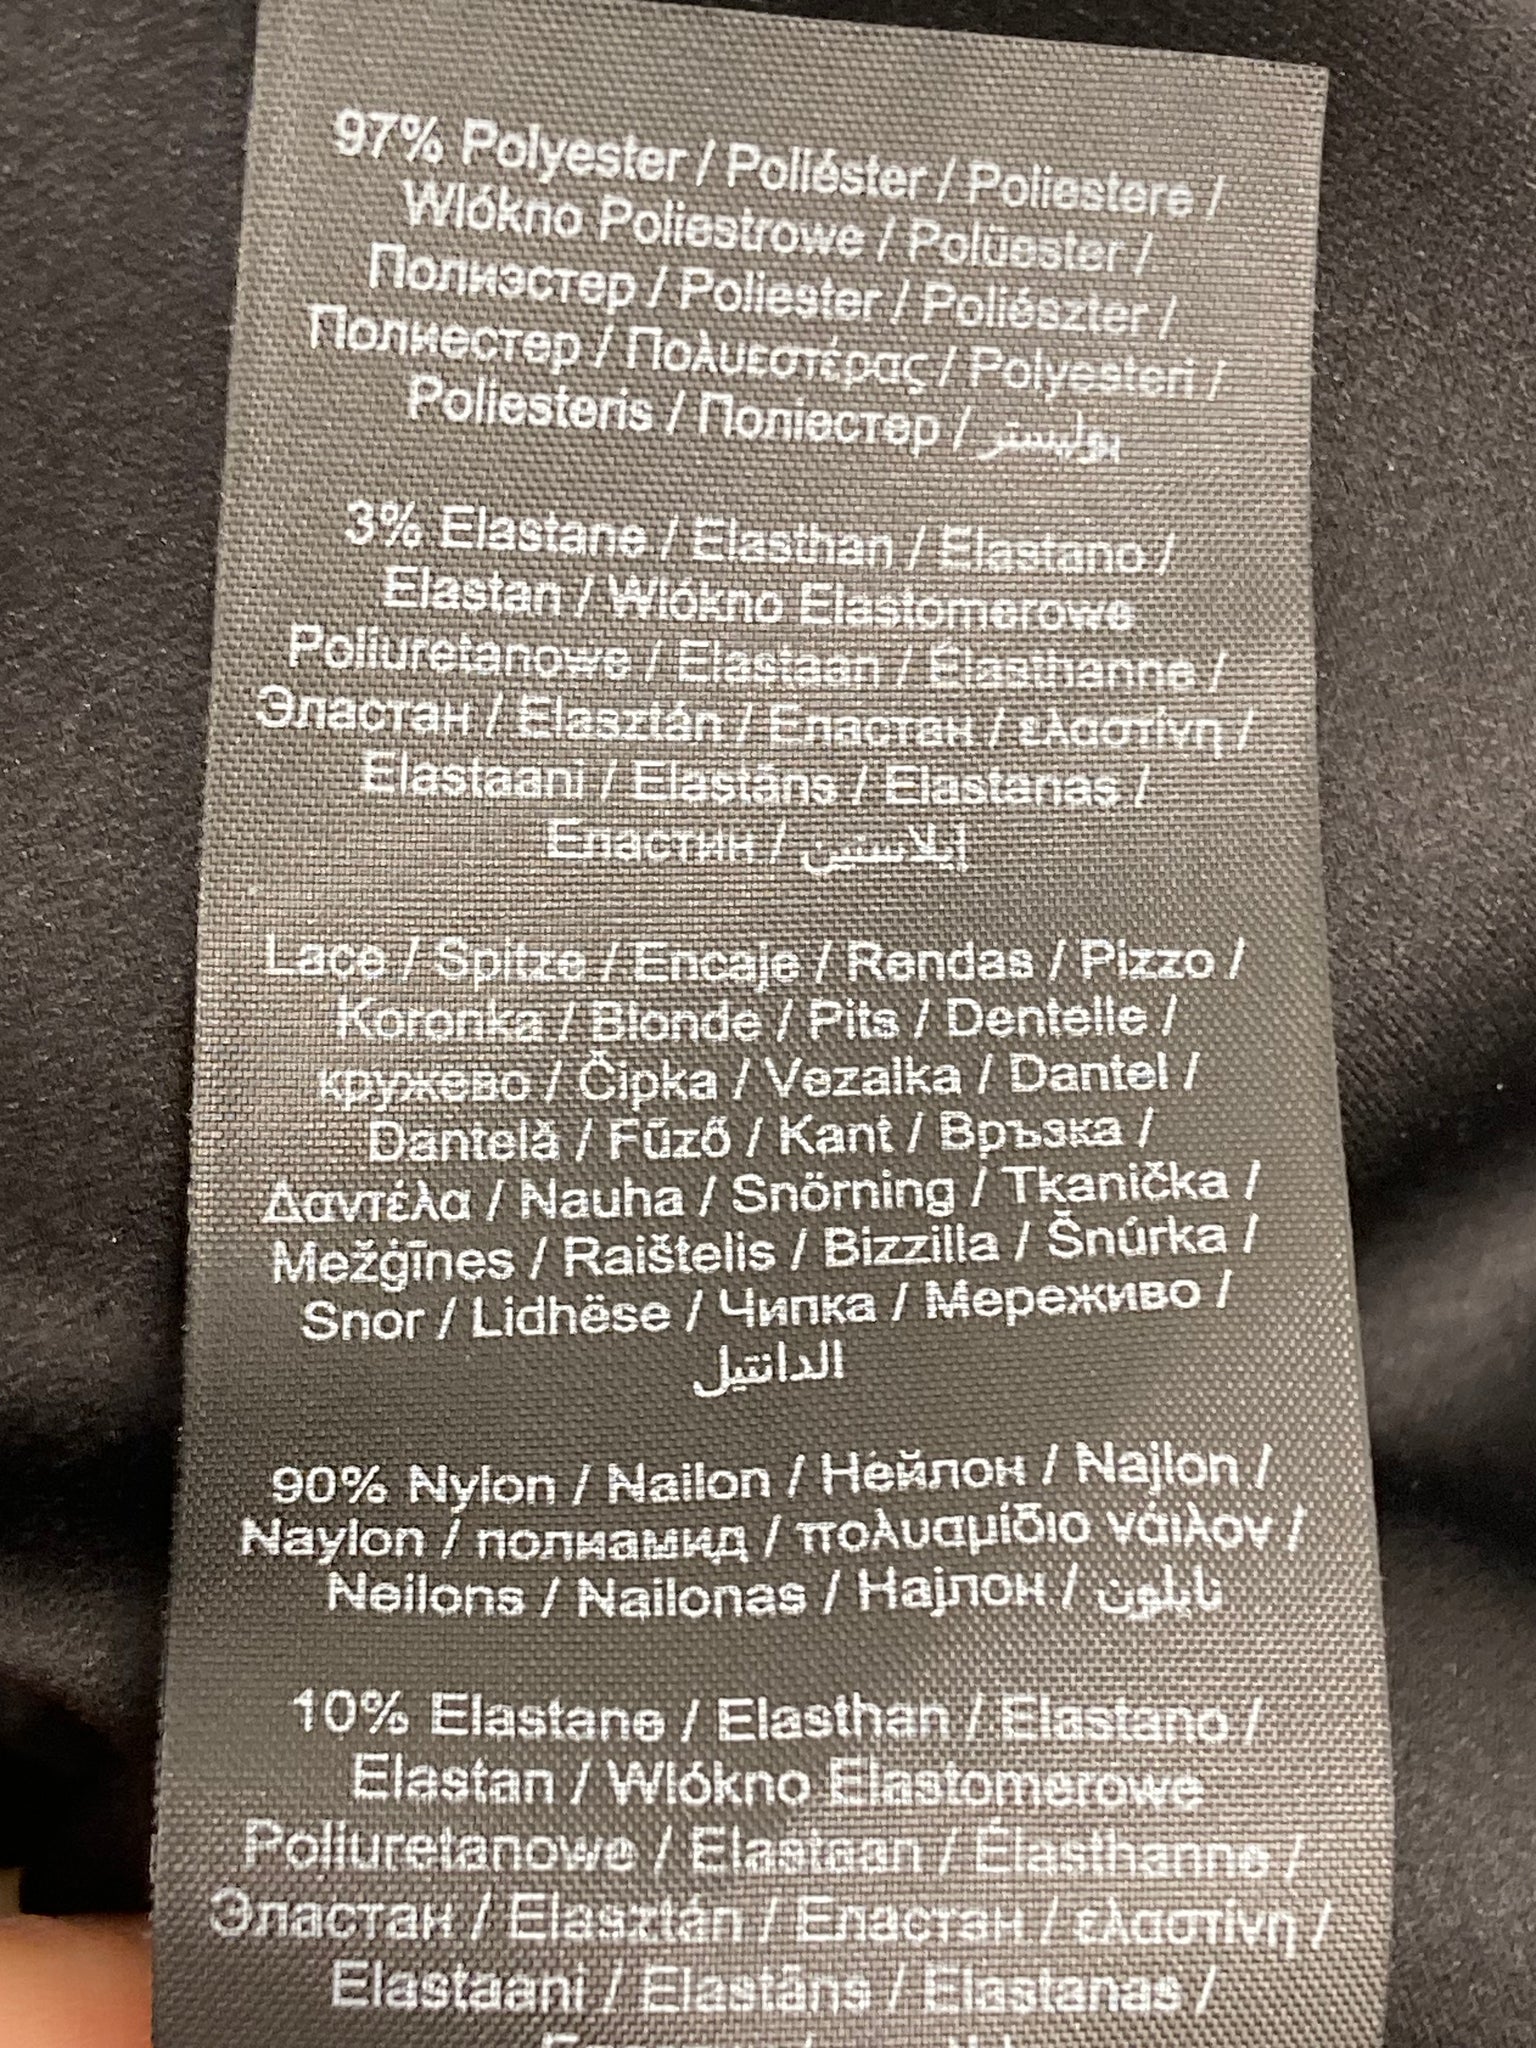 97% Polyester / Poliéster / Poliestere /
Wlókno Poliestrowe / Polüester /
Полиэстер / Poliester / Poliészter /
Полиестер / Πολυεστέρας / Polyesteri /
Poliesteris / Поліестер / بوليستر
3% Elastane / Elasthan / Elastano /
Elastan / Wlókno Elastomerowe
Poliuretanowe / Elastaan / Élasthanne /
Эластан / Elasztán / Еластан / ελαστίνη /
Elastaani / Elastāns / Elastanas /
Еластин / إيلاستين
Lace / Spitze / Encaje / Rendas / Pizzo /
Koronka / Blonde / Pits / Dentelle /
кружево / Čipka / Vezalka / Dantel /
Dantelă / Fűző / Kant / Връзка /
Δαντέλα / Nauha / Snörning / Tkanička /
Mežģīnes / Raištelis / Bizzilla / Šnúrka /
Snor / Lidhëse / Чипка / Мереживо /
الدانتيل
90% Nylon / Nailon / Нейлон / Najlon /
Naylon / полиамид / πολυαμίδιο νάιλον /
Neilons / Nailonas / Најлон / نايلون
10% Elastane / Elasthan / Elastano /
Elastan / Wlókno Elastomerowe
Poliuretanowe / Elastaan / Élasthanne /
Эластан / Elasztán / Еластан / ελαστίνη /
Elastaani / Elastāns / Elastanas /